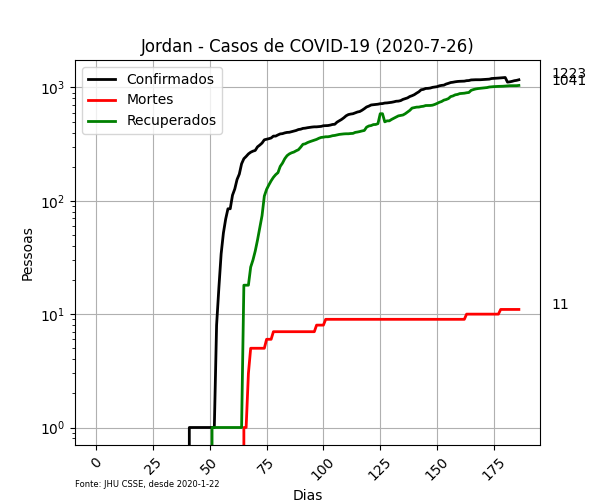 Jordan - Casos de COVID-19 (2020-7-26)
Confirmados
Mortes
Recuperados
1223
1041
11
10³
10²
10¹
10⁰
Pessoas
0
25
50
75
100
125
150
175
Dias
Fonte: JHU CSSE, desde 2020-1-22